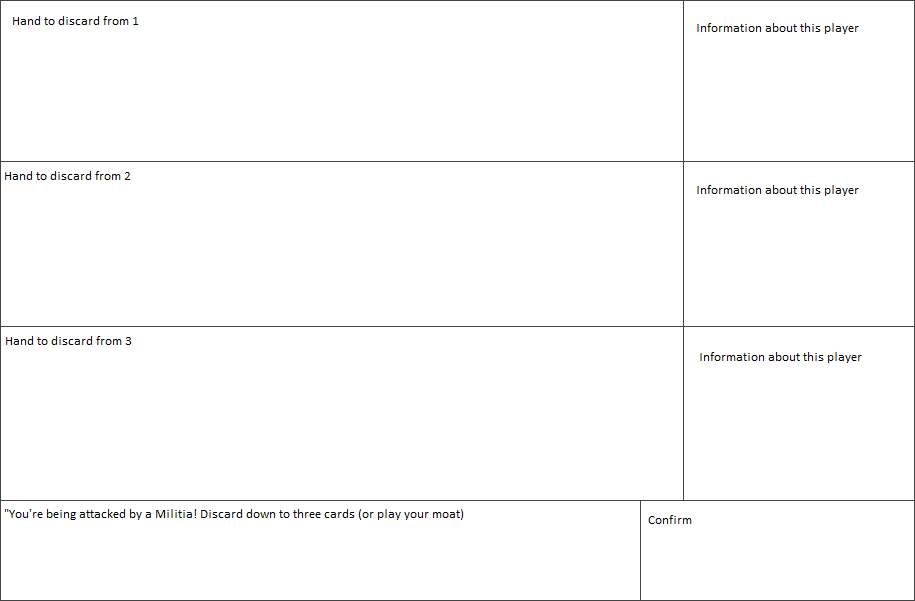 Hand to discard from 1
Information about this player
Hand to discard from 2
Information about this player
Hand to discard from 3
Information about this player
"You're being attacked by a Militia! Discard down to three cards (or play your moat)
Confirm